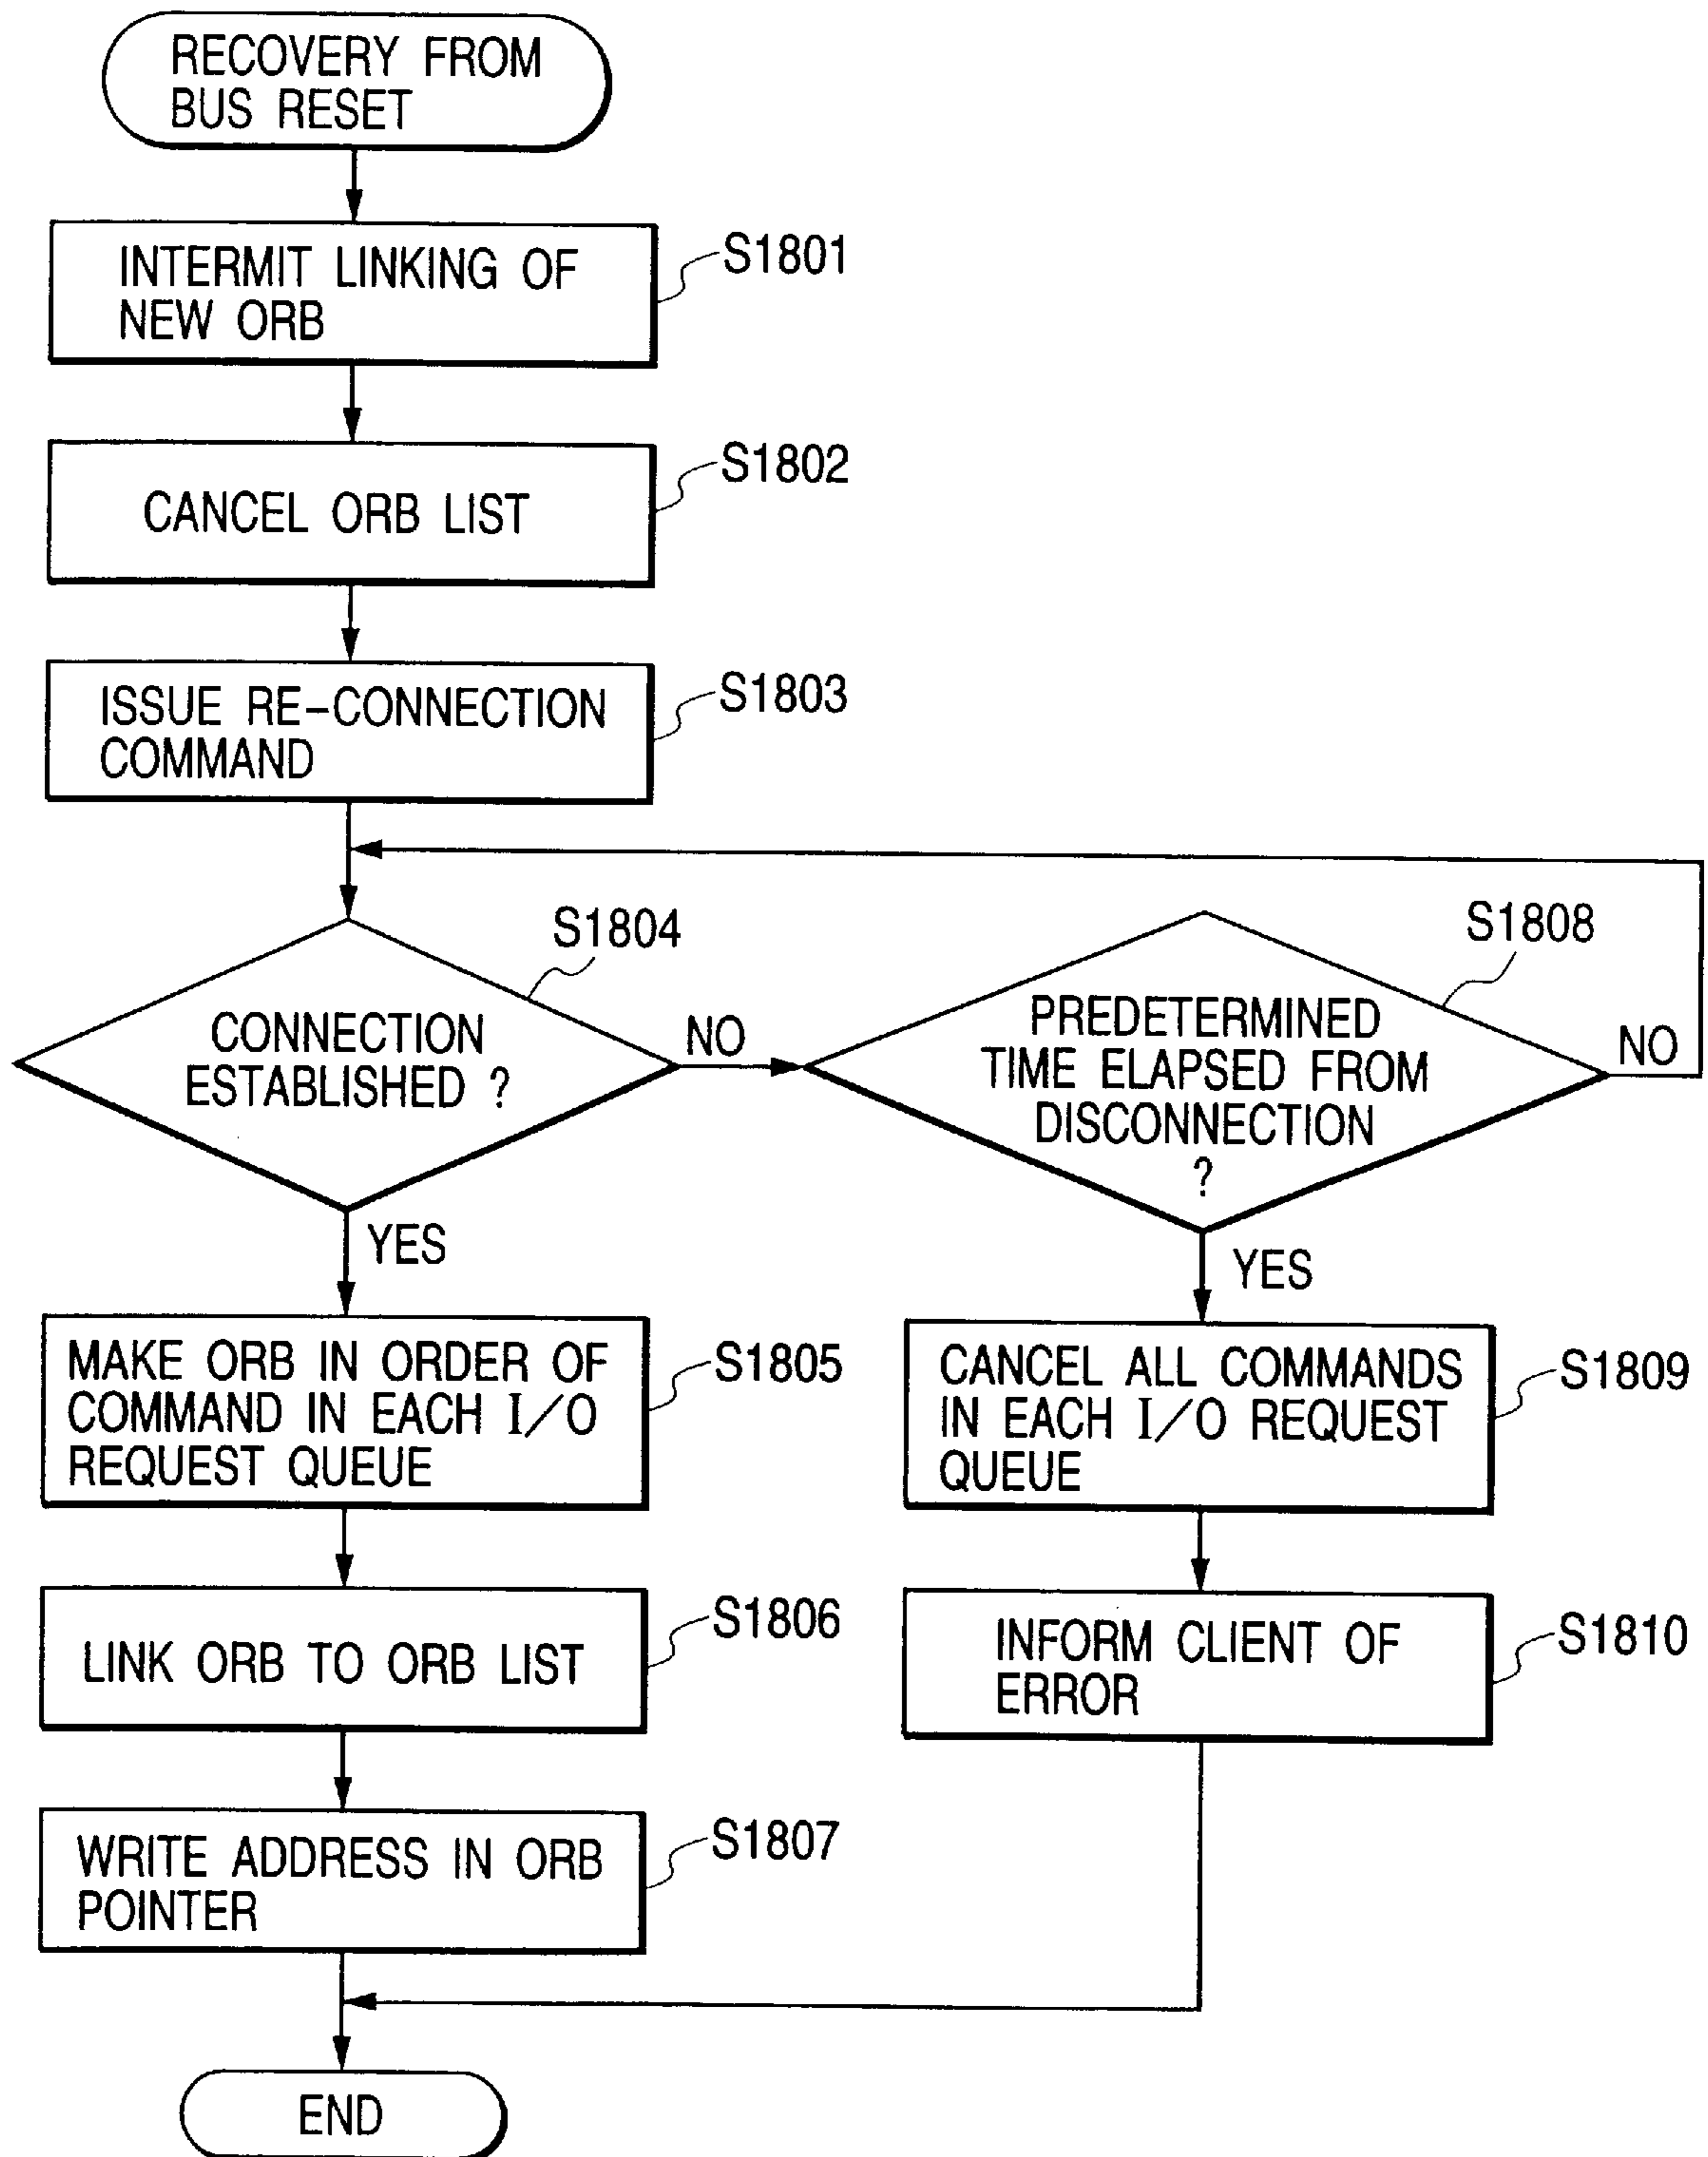 RECOVERY FROM
BUS RESET
INTERMIT LINKING OF
NEW ORB
S1801
CANCEL ORB LIST
S1802
ISSUE RE-CONNECTION
COMMAND
S1803
CONNECTION
ESTABLISHED ?
S1804
NO
YES
PREDETERMINED
TIME ELAPSED FROM
DISCONNECTION
?
S1808
NO
YES
MAKE ORB IN ORDER OF
COMMAND IN EACH I/O
REQUEST QUEUE
S1805
CANCEL ALL COMMANDS
IN EACH I/O REQUEST
QUEUE
S1809
LINK ORB TO ORB LIST
S1806
INFORM CLIENT OF
ERROR
S1810
WRITE ADDRESS IN ORB
POINTER
S1807
END